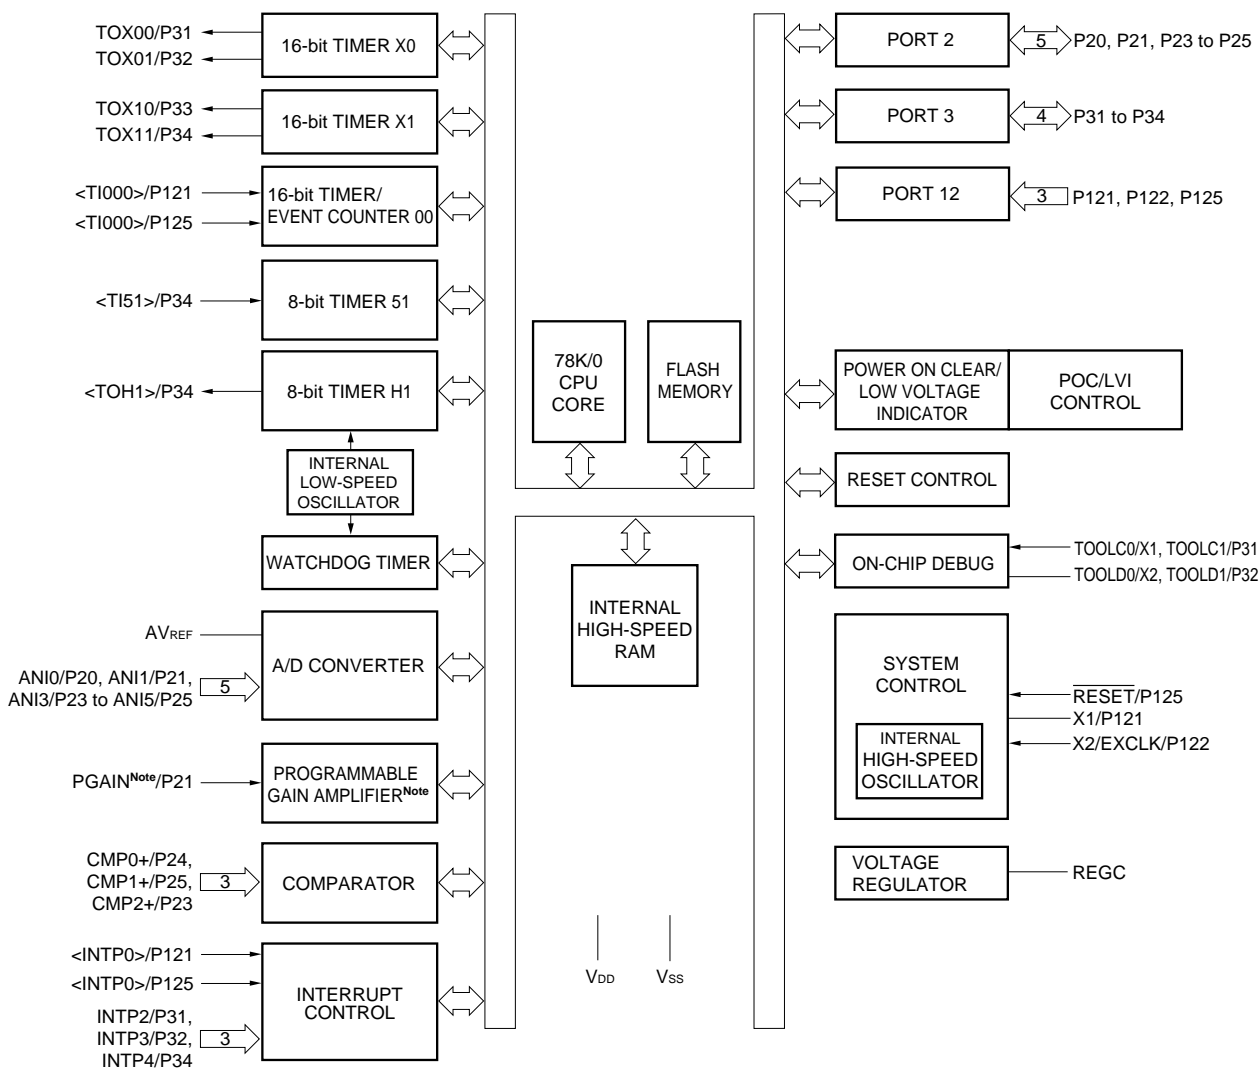 TOX00/P31
TOX01/P32
16-bit TIMER X0
TOX10/P33
TOX11/P34
16-bit TIMER X1
<TI000>/P121
<TI000>/P125
16-bit TIMER/
EVENT COUNTER 00
<TI51>/P34
8-bit TIMER 51
<TOH1>/P34
8-bit TIMER H1
INTERNAL
LOW-SPEED
OSCILLATOR
WATCHDOG TIMER
AVREF
ANI0/P20, ANI1/P21,
ANI3/P23 to ANI5/P25
5
A/D CONVERTER
PGAINNote/P21
PROGRAMMABLE
GAIN AMPLIFIERNote
CMP0+/P24,
CMP1+/P25,
CMP2+/P23
3
COMPARATOR
<INTP0>/P121
<INTP0>/P125
INTP2/P31,
INTP3/P32,
INTP4/P34
3
INTERRUPT
CONTROL
78K/0
CPU
CORE
FLASH
MEMORY
INTERNAL
HIGH-SPEED
RAM
VDD
VSS
PORT 2
5
P20, P21, P23 to P25
PORT 3
4
P31 to P34
PORT 12
3
P121, P122, P125
POWER ON CLEAR/
LOW VOLTAGE
INDICATOR
POC/LVI
CONTROL
RESET CONTROL
ON-CHIP DEBUG
TOOLC0/X1, TOOLC1/P31
TOOLD0/X2, TOOLD1/P32
SYSTEM
CONTROL
INTERNAL
HIGH-SPEED
OSCILLATOR
RESET/P125
X1/P121
X2/EXCLK/P122
VOLTAGE
REGULATOR
REGC